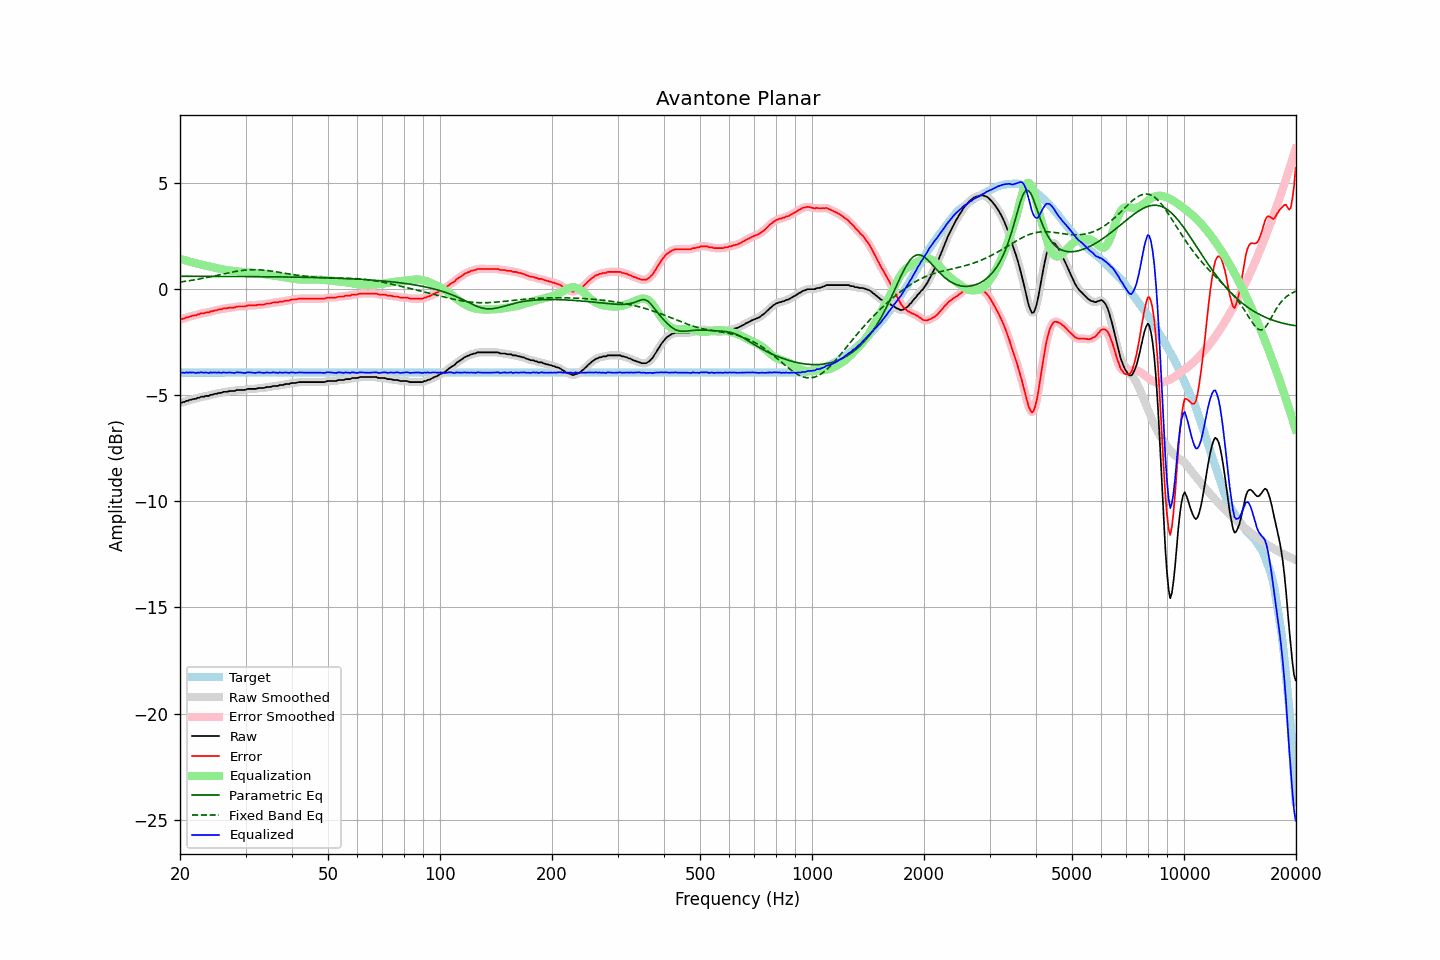 Avantone Planar
5
0
−5
−10
−15
−20
−25
Amplitude (dBr)
Target
Raw Smoothed
Error Smoothed
Raw
Error
Equalization
Parametric Eq
Fixed Band Eq
Equalized
20 50 100 200 500 1000 2000 5000 10000 20000
Frequency (Hz)